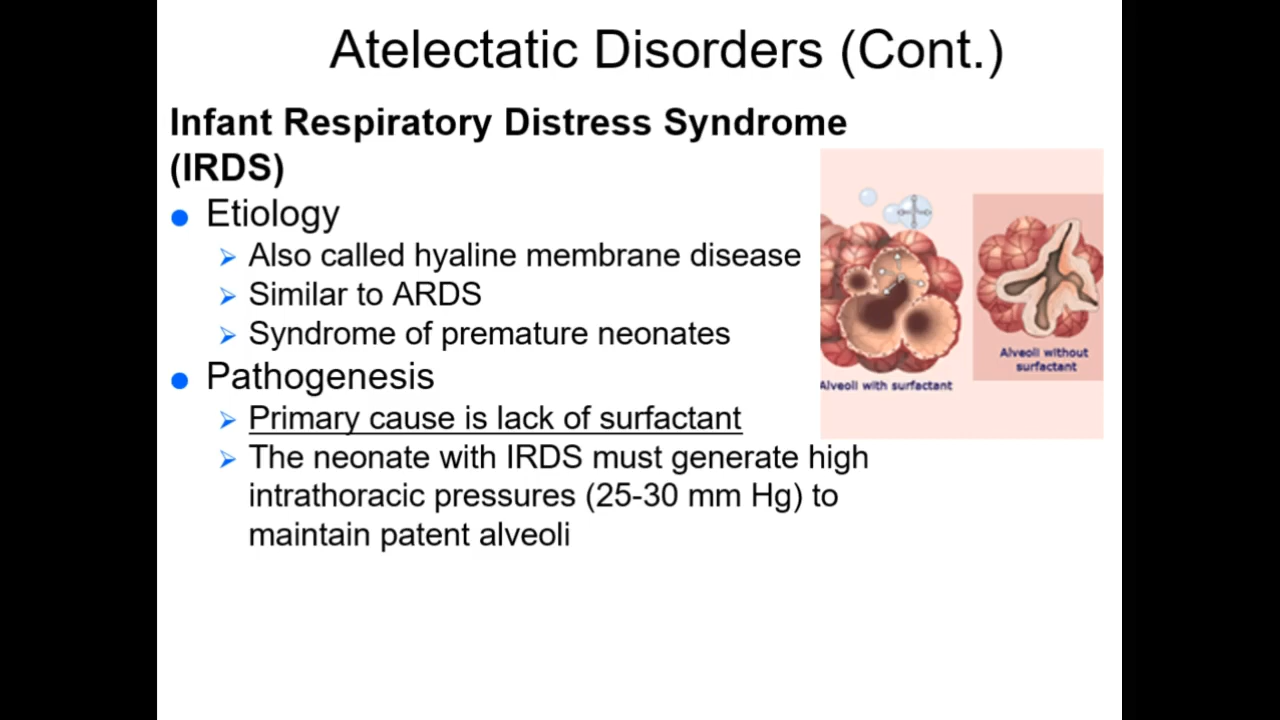 Atelectatic Disorders (Cont.)
Infant Respiratory Distress Syndrome
(IRDS)
Etiology
Also called hyaline membrane disease
Similar to ARDS
Syndrome of premature neonates
Pathogenesis
Primary cause is lack of surfactant
The neonate with IRDS must generate high
intrathoracic pressures (25-30 mm Hg) to
maintain patent alveoli
Alveoli with surfactant
Alveoli without
surfactant